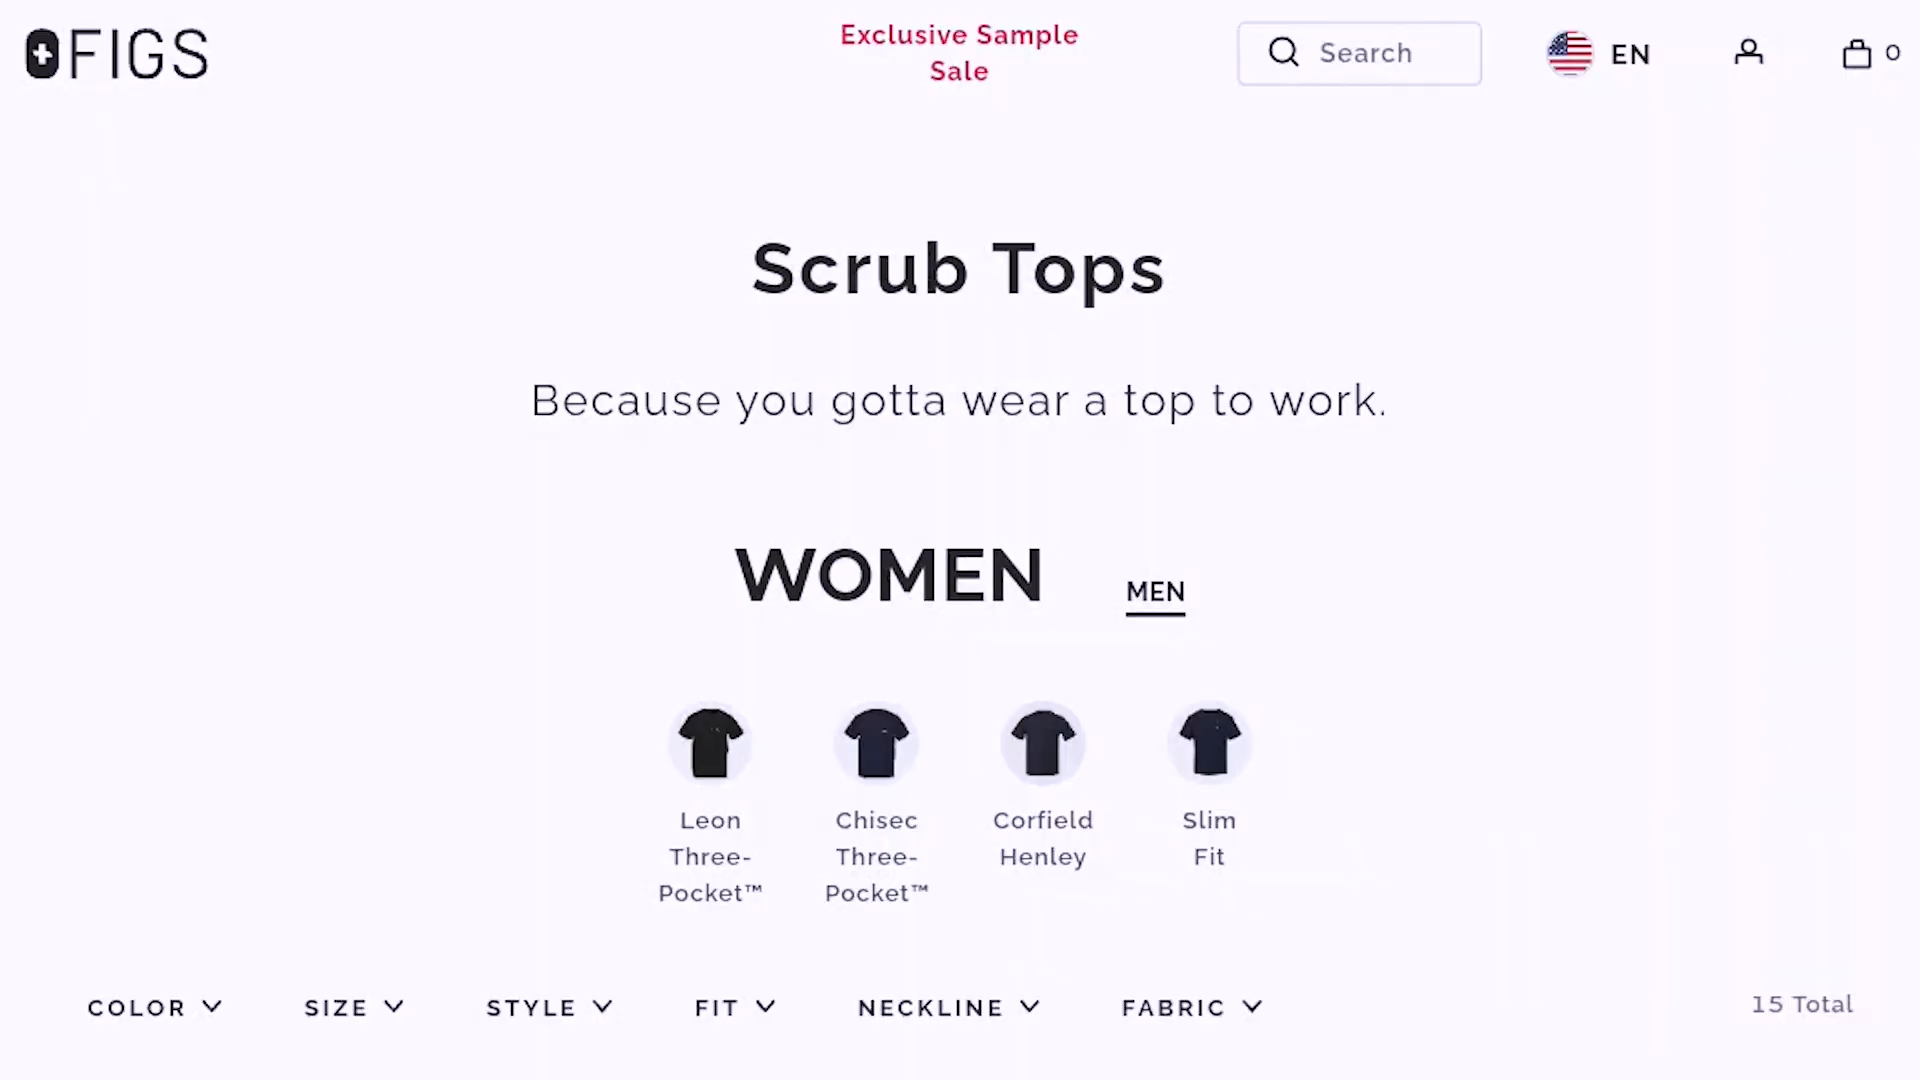 FIGS
Exclusive Sample
Sale
Search
EN
0
Scrub Tops
Because you gotta wear a top to work.
WOMEN
MEN
Leon
Three-
Pocket™
Chisec
Three-
Pocket™
Corfield
Henley
Slim
Fit
COLOR
SIZE
STYLE
FIT
NECKLINE
FABRIC
15 Total